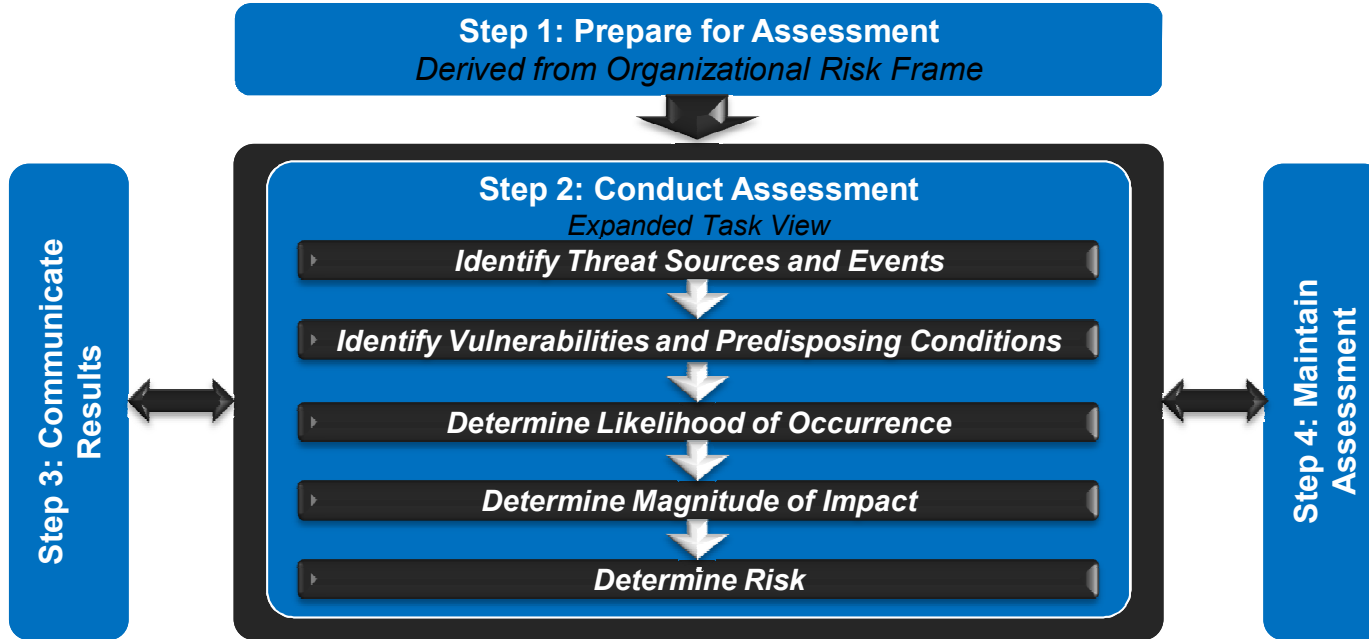 Step 1: Prepare for Assessment
Derived from Organizational Risk Frame
Step 2: Conduct Assessment
Expanded Task View
Identify Threat Sources and Events
Identify Vulnerabilities and Predisposing Conditions
Determine Likelihood of Occurrence
Determine Magnitude of Impact
Determine Risk
Step 3: Communicate
Results
Step 4: Maintain
Assessment